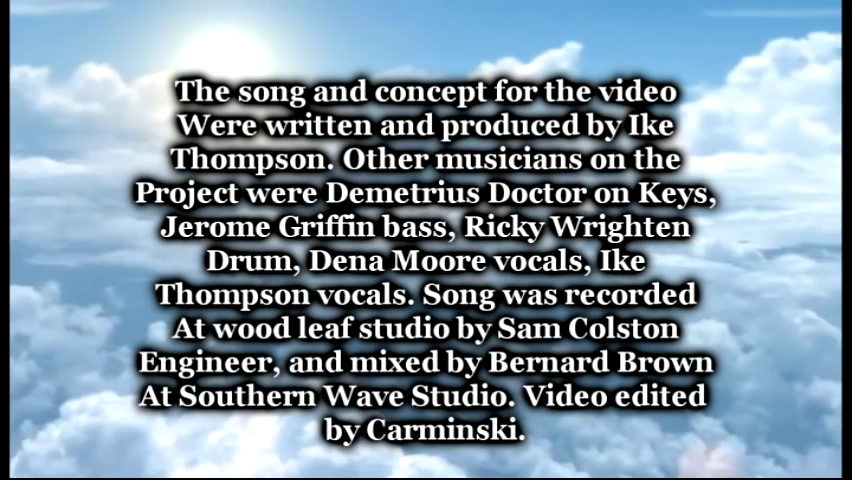 The song and concept for the video
Were written and produced by Ike
Thompson. Other musicians on the
Project were Demetrius Doctor on Keys,
Jerome Griffin bass, Ricky Wrighten
Drum, Dena Moore vocals, Ike
Thompson vocals. Song was recorded
At wood leaf studio by Sam Colston
Engineer, and mixed by Bernard Brown
At Southern Wave Studio. Video edited
by Carminski.